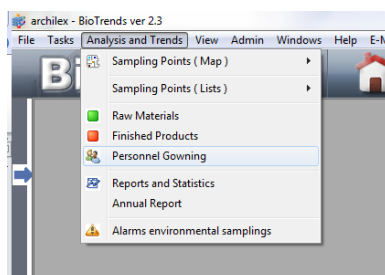 archilex - BioTrends ver 2.3
File Tasks Analysis and Trends View Admin Windows Help E-M
Bi
Sampling Points ( Map )
Sampling Points ( Lists )
Raw Materials
Finished Products
Personnel Gowning
Reports and Statistics
Annual Report
Alarms environmental samplings